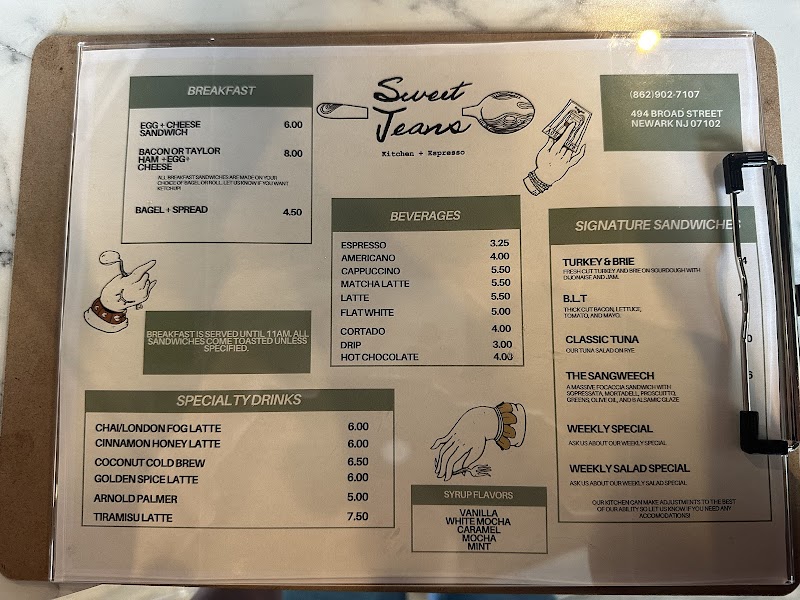 BREAKFAST
EGG + CHEESE 6.00
SANDWICH
BACON OR TAYLOR 8.00
HAM +EGG+
CHEESE
ALL BREAKFAST SANDWICHES ARE MADE ON YOUR
CHOICE OF BAGEL OR ROLL. LET US KNOW IF YOU WANT
KETCHUP.
BAGEL + SPREAD 4.50
Sweet
Jeans
Kitchen + Espresso
(862)902-7107
494 BROAD STREET
NEWARK NJ 07102
BREAKFAST IS SERVED UNTIL 11AM. ALL
SANDWICHES COME TOASTED UNLESS
SPECIFIED.
BEVERAGES
ESPRESSO 3.25
AMERICANO 4.00
CAPPUCCINO 5.50
MATCHA LATTE 5.50
LATTE 5.50
FLAT WHITE 5.00
CORTADO 4.00
DRIP 3.00
HOT CHOCOLATE 4.00
SIGNATURE SANDWICHES
TURKEY & BRIE
FRESH CUT TURKEY AND BRIE ON SOURDOUGH WITH
DIJONAISE AND JAM.
B.L.T
THICK CUT BACON, LETTUCE,
TOMATO, AND MAYO.
CLASSIC TUNA
OUR TUNA SALAD ON RYE
THE SANGWEECH
A MASSIVE FOCACCIA SANDWICH WITH
SOPRESSATA, MORTADELL, PROSCUITTO,
GREENS, OLIVE OIL, AND BALSAMIC GLAZE
WEEKLY SPECIAL
ASK US ABOUT OUR WEEKLY SPECIAL
WEEKLY SALAD SPECIAL
ASK US ABOUT OUR WEEKLY SALAD SPECIAL
OUR KITCHEN CAN MAKE ADJUSTMENTS TO THE BEST
OF OUR ABILITY SO LET US KNOW IF YOU NEED ANY
ACCOMODATIONS!
SPECIALTY DRINKS
CHAI/LONDON FOG LATTE 6.00
CINNAMON HONEY LATTE 6.00
COCONUT COLD BREW 6.50
GOLDEN SPICE LATTE 6.00
ARNOLD PALMER 5.00
TIRAMISU LATTE 7.50
SYRUP FLAVORS
VANILLA
WHITE MOCHA
CARAMEL
MOCHA
MINT